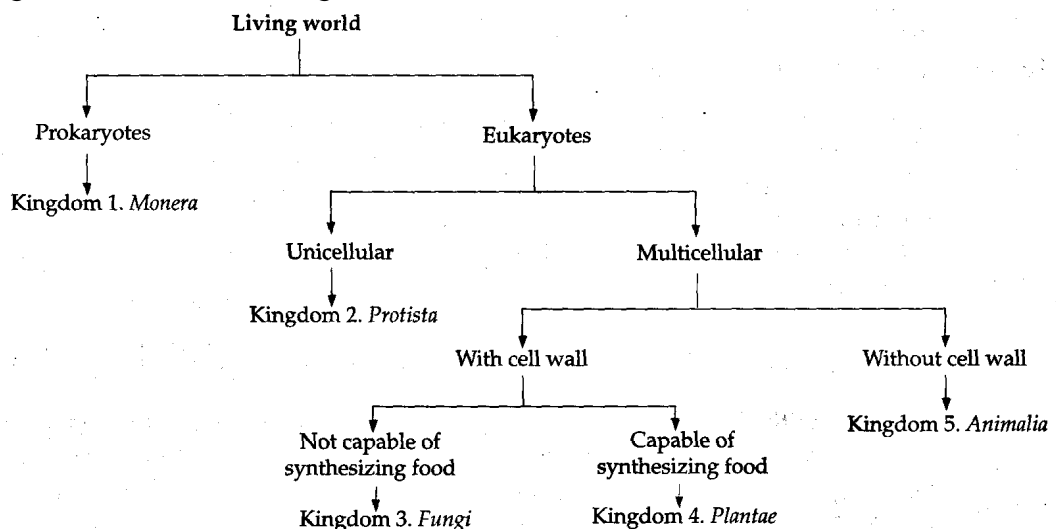 Living world
Prokaryotes
Eukaryotes
Kingdom 1. Monera
Unicellular
Multicellular
Kingdom 2. Protista
With cell wall
Without cell wall
Kingdom 5. Animalia
Not capable of
synthesizing food
Capable of
synthesizing food
Kingdom 3. Fungi
Kingdom 4. Plantae